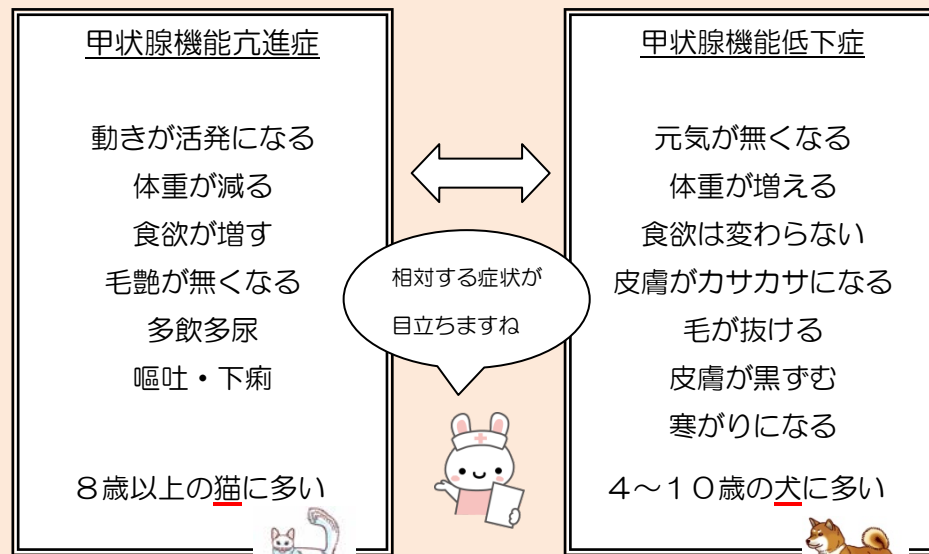 甲状腺機能亢進症
動きが活発になる
体重が減る
食欲が増す
毛艶が無くなる
多飲多尿
嘔吐・下痢
８歳以上の猫に多い
相対する症状が
目立ちますね
甲状腺機能低下症
元気が無くなる
体重が増える
食欲は変わらない
皮膚がカサカサになる
毛が抜ける
皮膚が黒ずむ
寒がりになる
４～１０歳の犬に多い